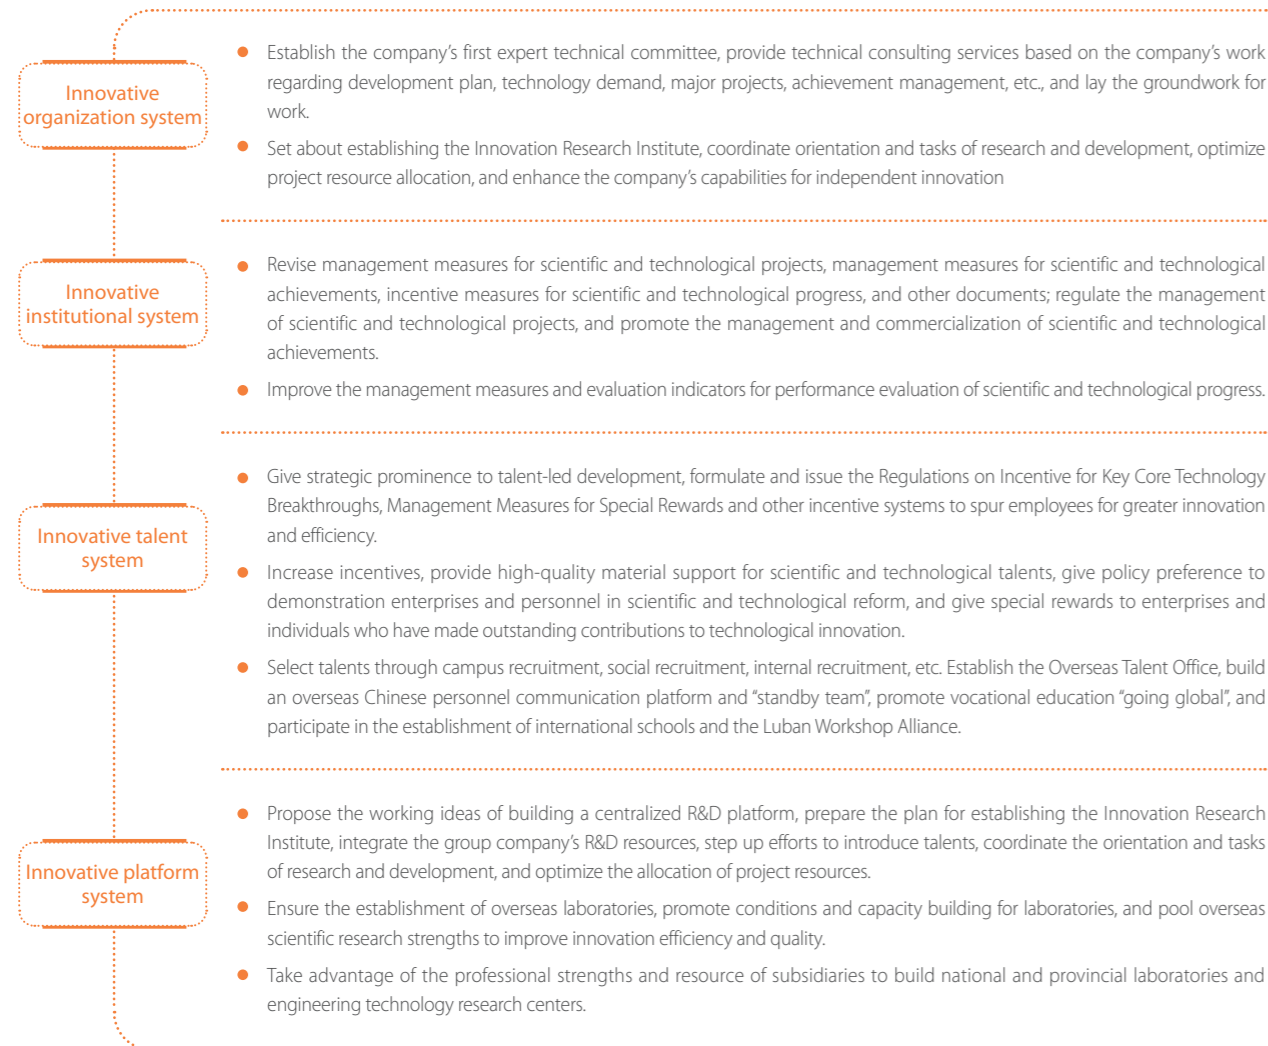 Innovative
organization system
Establish the company's first expert technical committee, provide technical consulting services based on the company's work
regarding development plan, technology demand, major projects, achievement management, etc., and lay the groundwork for
work.
Set about establishing the Innovation Research Institute, coordinate orientation and tasks of research and development, optimize
project resource allocation, and enhance the company's capabilities for independent innovation
Innovative
institutional system
Revise management measures for scientific and technological projects, management measures for scientific and technological
achievements, incentive measures for scientific and technological progress, and other documents; regulate the management
of scientific and technological projects, and promote the management and commercialization of scientific and technological
achievements.
Improve the management measures and evaluation indicators for performance evaluation of scientific and technological progress.
Innovative talent
system
Give strategic prominence to talent-led development, formulate and issue the Regulations on Incentive for Key Core Technology
Breakthroughs, Management Measures for Special Rewards and other incentive systems to spur employees for greater innovation
and efficiency.
Increase incentives, provide high-quality material support for scientific and technological talents, give policy preference to
demonstration enterprises and personnel in scientific and technological reform, and give special rewards to enterprises and
individuals who have made outstanding contributions to technological innovation.
Select talents through campus recruitment, social recruitment, internal recruitment, etc. Establish the Overseas Talent Office, build
an overseas Chinese personnel communication platform and “standby team”, promote vocational education “going global”, and
participate in the establishment of international schools and the Luban Workshop Alliance.
Innovative platform
system
Propose the working ideas of building a centralized R&D platform, prepare the plan for establishing the Innovation Research
Institute, integrate the group company's R&D resources, step up efforts to introduce talents, coordinate the orientation and tasks
of research and development, and optimize the allocation of project resources.
Ensure the establishment of overseas laboratories, promote conditions and capacity building for laboratories, and pool overseas
scientific research strengths to improve innovation efficiency and quality.
Take advantage of the professional strengths and resource of subsidiaries to build national and provincial laboratories and
engineering technology research centers.